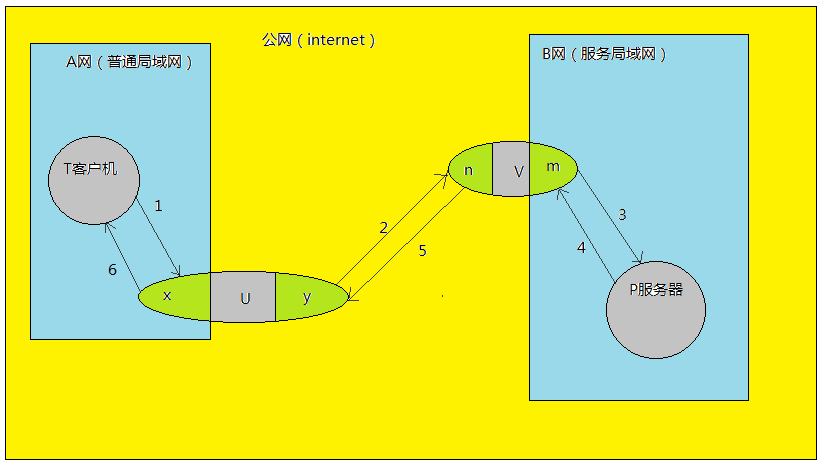 公网（internet）
A网（普通局域网）
B网（服务局域网）
T客户机
n
V
m
1
2
3
5
4
6
x
U
y
P服务器